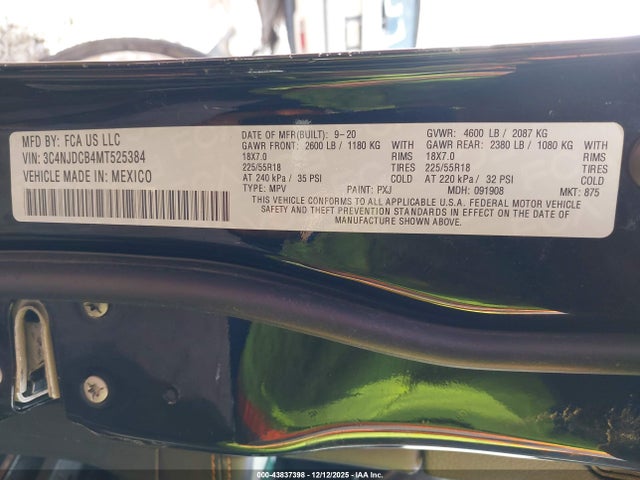 MFD BY: FCA US LLC
VIN: 3C4NJDCB4MT525384
VEHICLE MADE IN: MEXICO
DATE OF MFR(BUILT): 9-20 GVWR: 4600 LB / 2087 KG
GAWR FRONT: 2600 LB / 1180 KG GAWR REAR: 2380 LB / 1080 KG
18X7.0 RIMS 18X7.0 RIMS
225/55R18 TIRES 225/55R18 TIRES
AT 240 kPa / 35 PSI COLD AT 220 kPa / 32 PSI COLD
TYPE: MPV PAINT: PXJ MDH: 091908 MKT: 875
THIS VEHICLE CONFORMS TO ALL APPLICABLE U.S.A. FEDERAL MOTOR VEHICLE
SAFETY AND THEFT PREVENTION STANDARDS IN EFFECT ON THE DATE OF
MANUFACTURE SHOWN ABOVE.
000-43837398 - 12/12/2025 - IAA Inc.